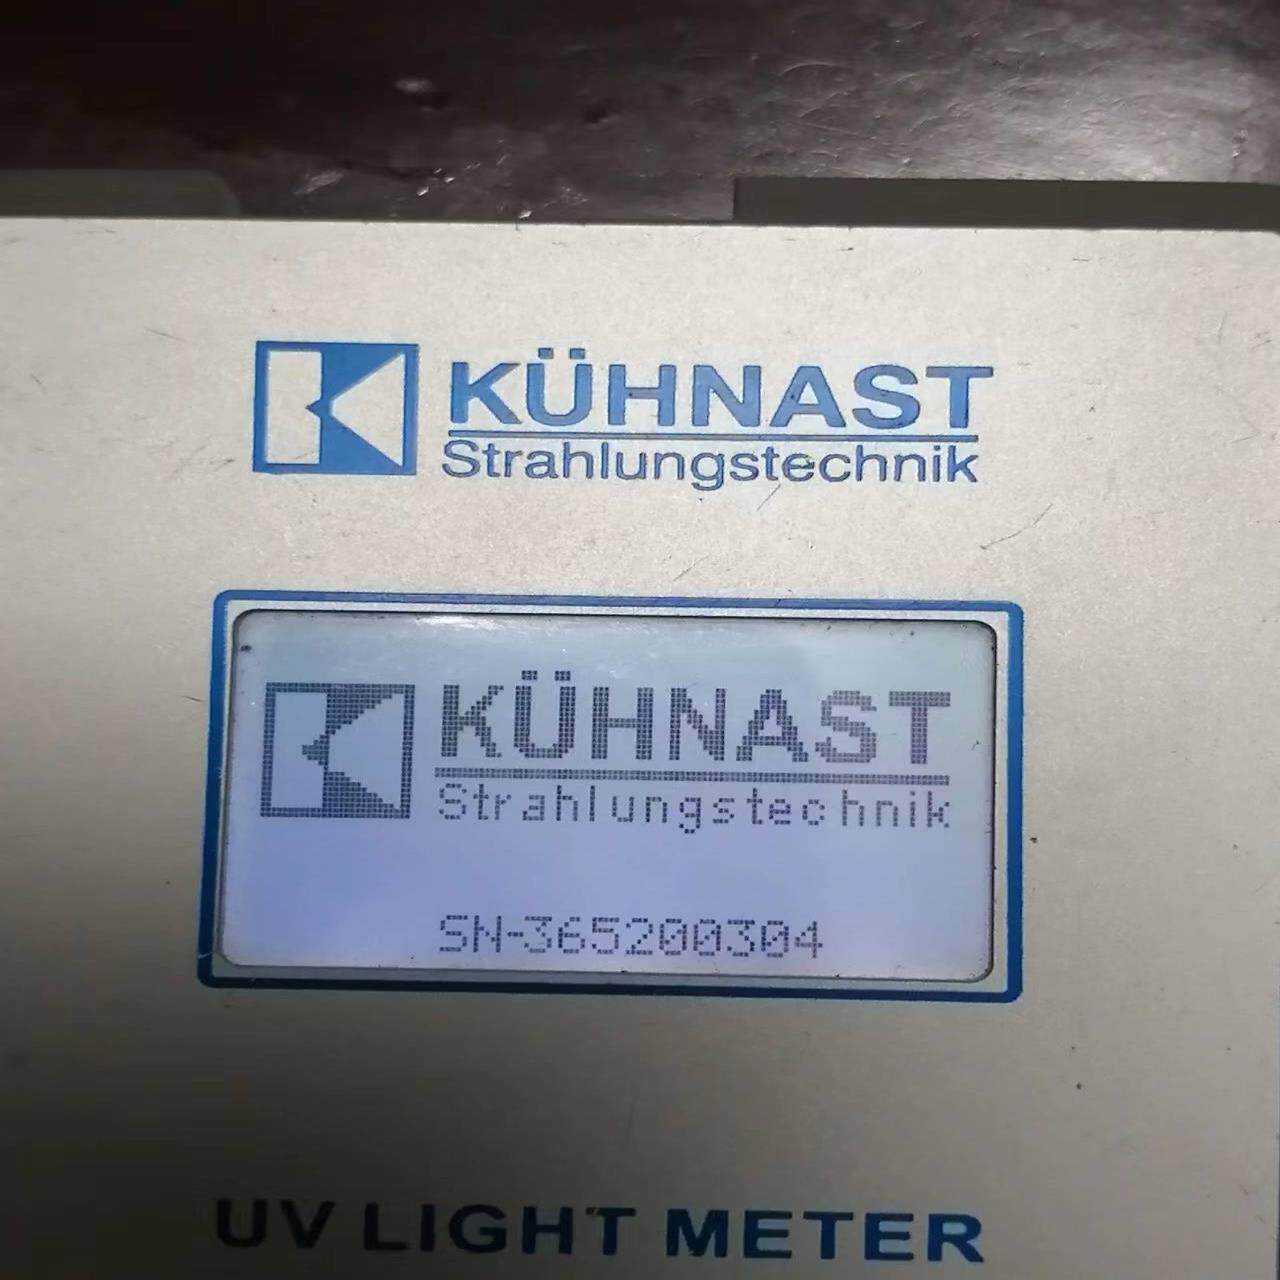 KÜHNAST
Strahlungstechnik
KÜHNAST
Strahlungstechnik
SN-365200304
UV LIGHT METER